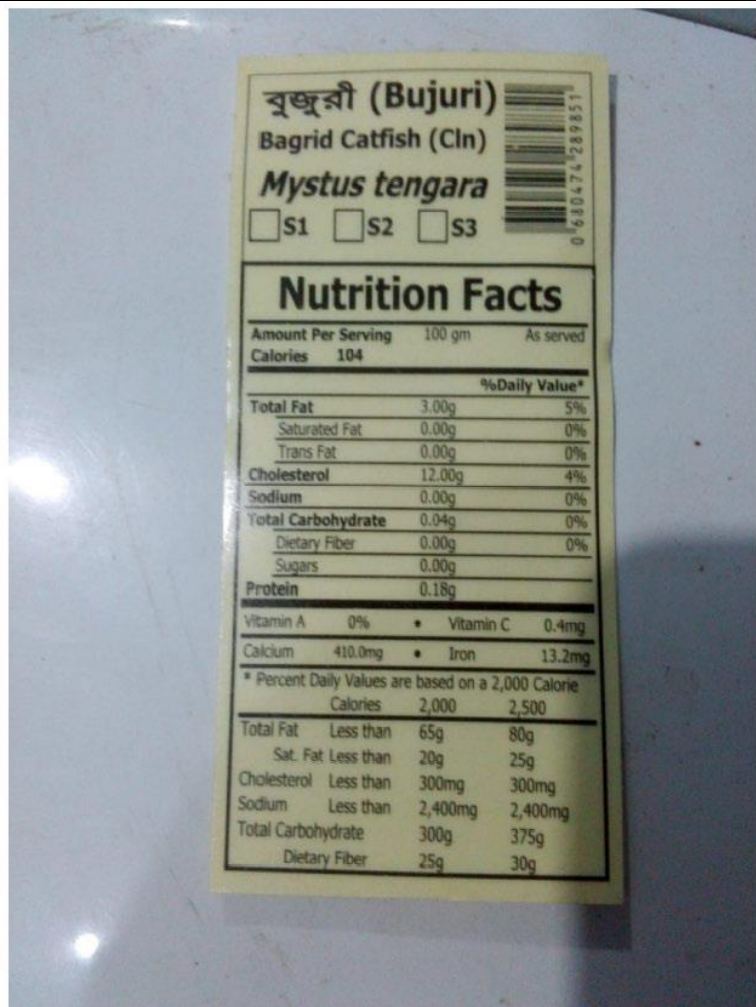 বুজুরী (Bujuri)
Bagrid Catfish (Cln)
Mystus tengara
S1 S2 S3
0 680474 289851
Nutrition Facts
Amount Per Serving 100 gm As served
Calories 104
%Daily Value*
Total Fat 3.00g 5%
Saturated Fat 0.00g 0%
Trans Fat 0.00g 0%
Cholesterol 12.00g 4%
Sodium 0.00g 0%
Total Carbohydrate 0.04g 0%
Dietary Fiber 0.00g 0%
Sugars 0.00g
Protein 0.18g
Vitamin A 0% • Vitamin C 0.4mg
Calcium 410.0mg • Iron 13.2mg
* Percent Daily Values are based on a 2,000 Calorie
Calories 2,000 2,500
Total Fat Less than 65g 80g
Sat. Fat Less than 20g 25g
Cholesterol Less than 300mg 300mg
Sodium Less than 2,400mg 2,400mg
Total Carbohydrate 300g 375g
Dietary Fiber 25g 30g